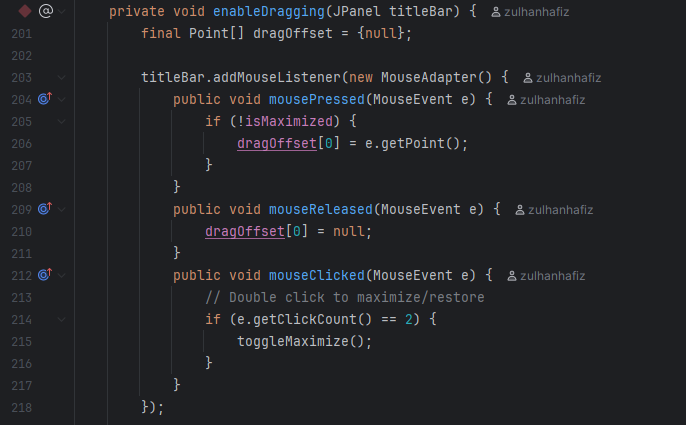 @ private void enableDragging(JPanel titleBar) { zulhanhafiz
201 final Point[] dragOffset = {null};
202
203 titleBar.addMouseListener(new MouseAdapter() { zulhanhafiz
204 public void mousePressed(MouseEvent e) { zulhanhafiz
205 if (!isMaximized) {
206 dragOffset[0] = e.getPoint();
207 }
208 }
209 public void mouseReleased(MouseEvent e) { zulhanhafiz
210 dragOffset[0] = null;
211 }
212 public void mouseClicked(MouseEvent e) { zulhanhafiz
213 // Double click to maximize/restore
214 if (e.getClickCount() == 2) {
215 toggleMaximize();
216 }
217 }
218 });